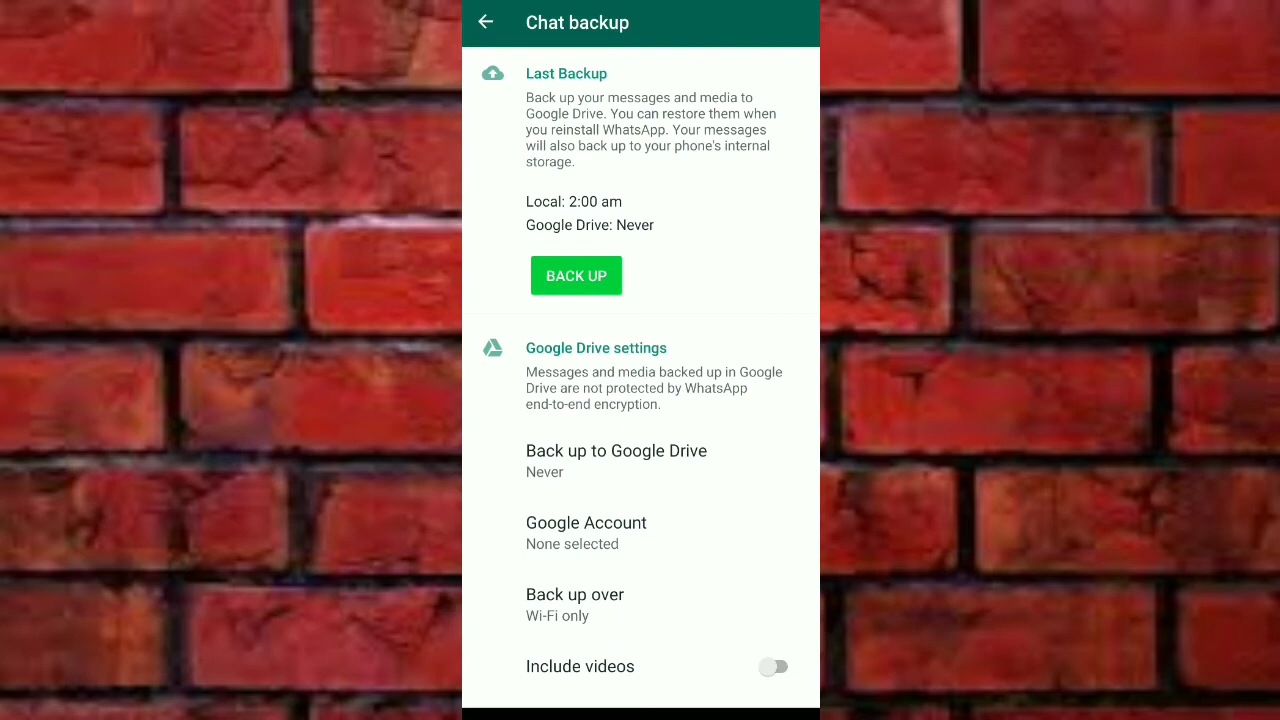 Chat backup
Last Backup
Back up your messages and media to
Google Drive. You can restore them when
you reinstall WhatsApp. Your messages
will also back up to your phone's internal
storage.
Local: 2:00 am
Google Drive: Never
BACK UP
Google Drive settings
Messages and media backed up in Google
Drive are not protected by WhatsApp
end-to-end encryption.
Back up to Google Drive
Never
Google Account
None selected
Back up over
Wi-Fi only
Include videos